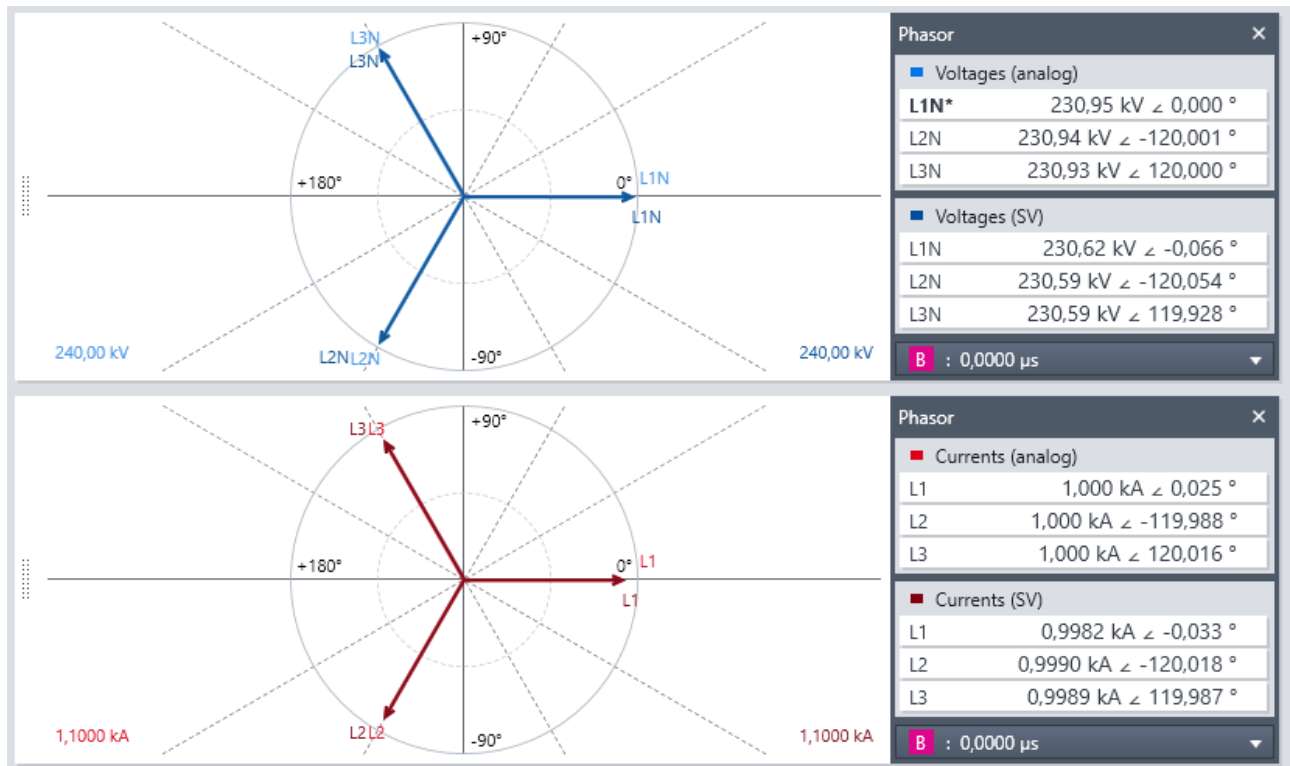 L3N
L3N
+90°
+180°
0°
L1N
L1N
240,00 kV
L2N
L2N
-90°
240,00 kV
Phasor ×
Voltages (analog)
L1N* 230,95 kV ∠ 0,000 °
L2N 230,94 kV ∠ -120,001 °
L3N 230,93 kV ∠ 120,000 °
Voltages (SV)
L1N 230,62 kV ∠ -0,066 °
L2N 230,59 kV ∠ -120,054 °
L3N 230,59 kV ∠ 119,928 °
B : 0,0000 µs
L3
L3
+90°
+180°
0°
L1
L1
1,1000 kA
L2
L2
-90°
1,1000 kA
Phasor ×
Currents (analog)
L1 1,000 kA ∠ 0,025 °
L2 1,000 kA ∠ -119,988 °
L3 1,000 kA ∠ 120,016 °
Currents (SV)
L1 0,9982 kA ∠ -0,033 °
L2 0,9990 kA ∠ -120,018 °
L3 0,9989 kA ∠ 119,987 °
B : 0,0000 µs